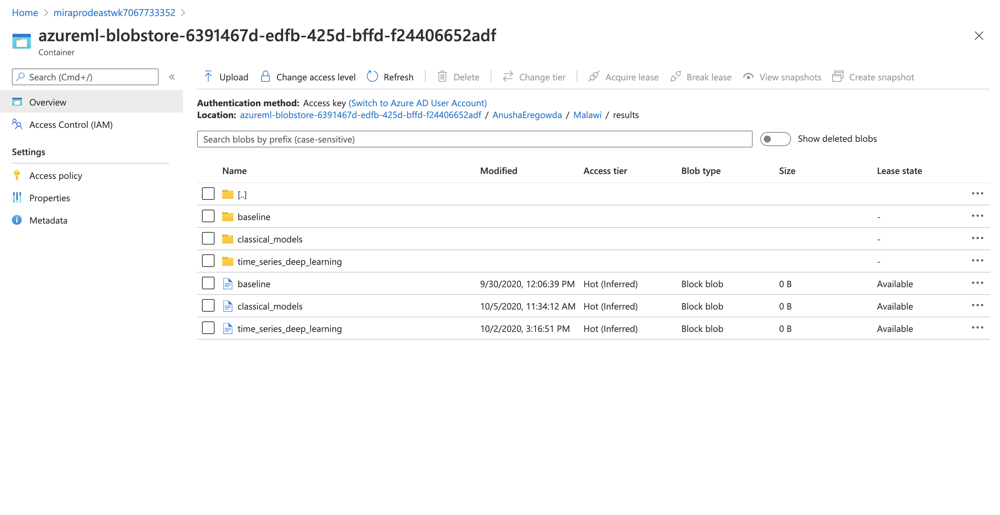 Home > miraprodeastwk7067733352 >
azureml-blobstore-6391467d-edfb-425d-bffd-f24406652adf
Container
Search (Cmd+/) «
Upload Change access level Refresh Delete Change tier Acquire lease Break lease View snapshots Create snapshot
Overview
Access Control (IAM)
Settings
Access policy
Properties
Metadata
Authentication method: Access key (Switch to Azure AD User Account)
Location: azureml-blobstore-6391467d-edfb-425d-bffd-f24406652adf / AnushaEregowda / Malawi / results
Search blobs by prefix (case-sensitive) Show deleted blobs
Name Modified Access tier Blob type Size Lease state
[..] •••
baseline - •••
classical_models - •••
time_series_deep_learning - •••
baseline 9/30/2020, 12:06:39 PM Hot (Inferred) Block blob 0 B Available •••
classical_models 10/5/2020, 11:34:12 AM Hot (Inferred) Block blob 0 B Available •••
time_series_deep_learning 10/2/2020, 3:16:51 PM Hot (Inferred) Block blob 0 B Available •••